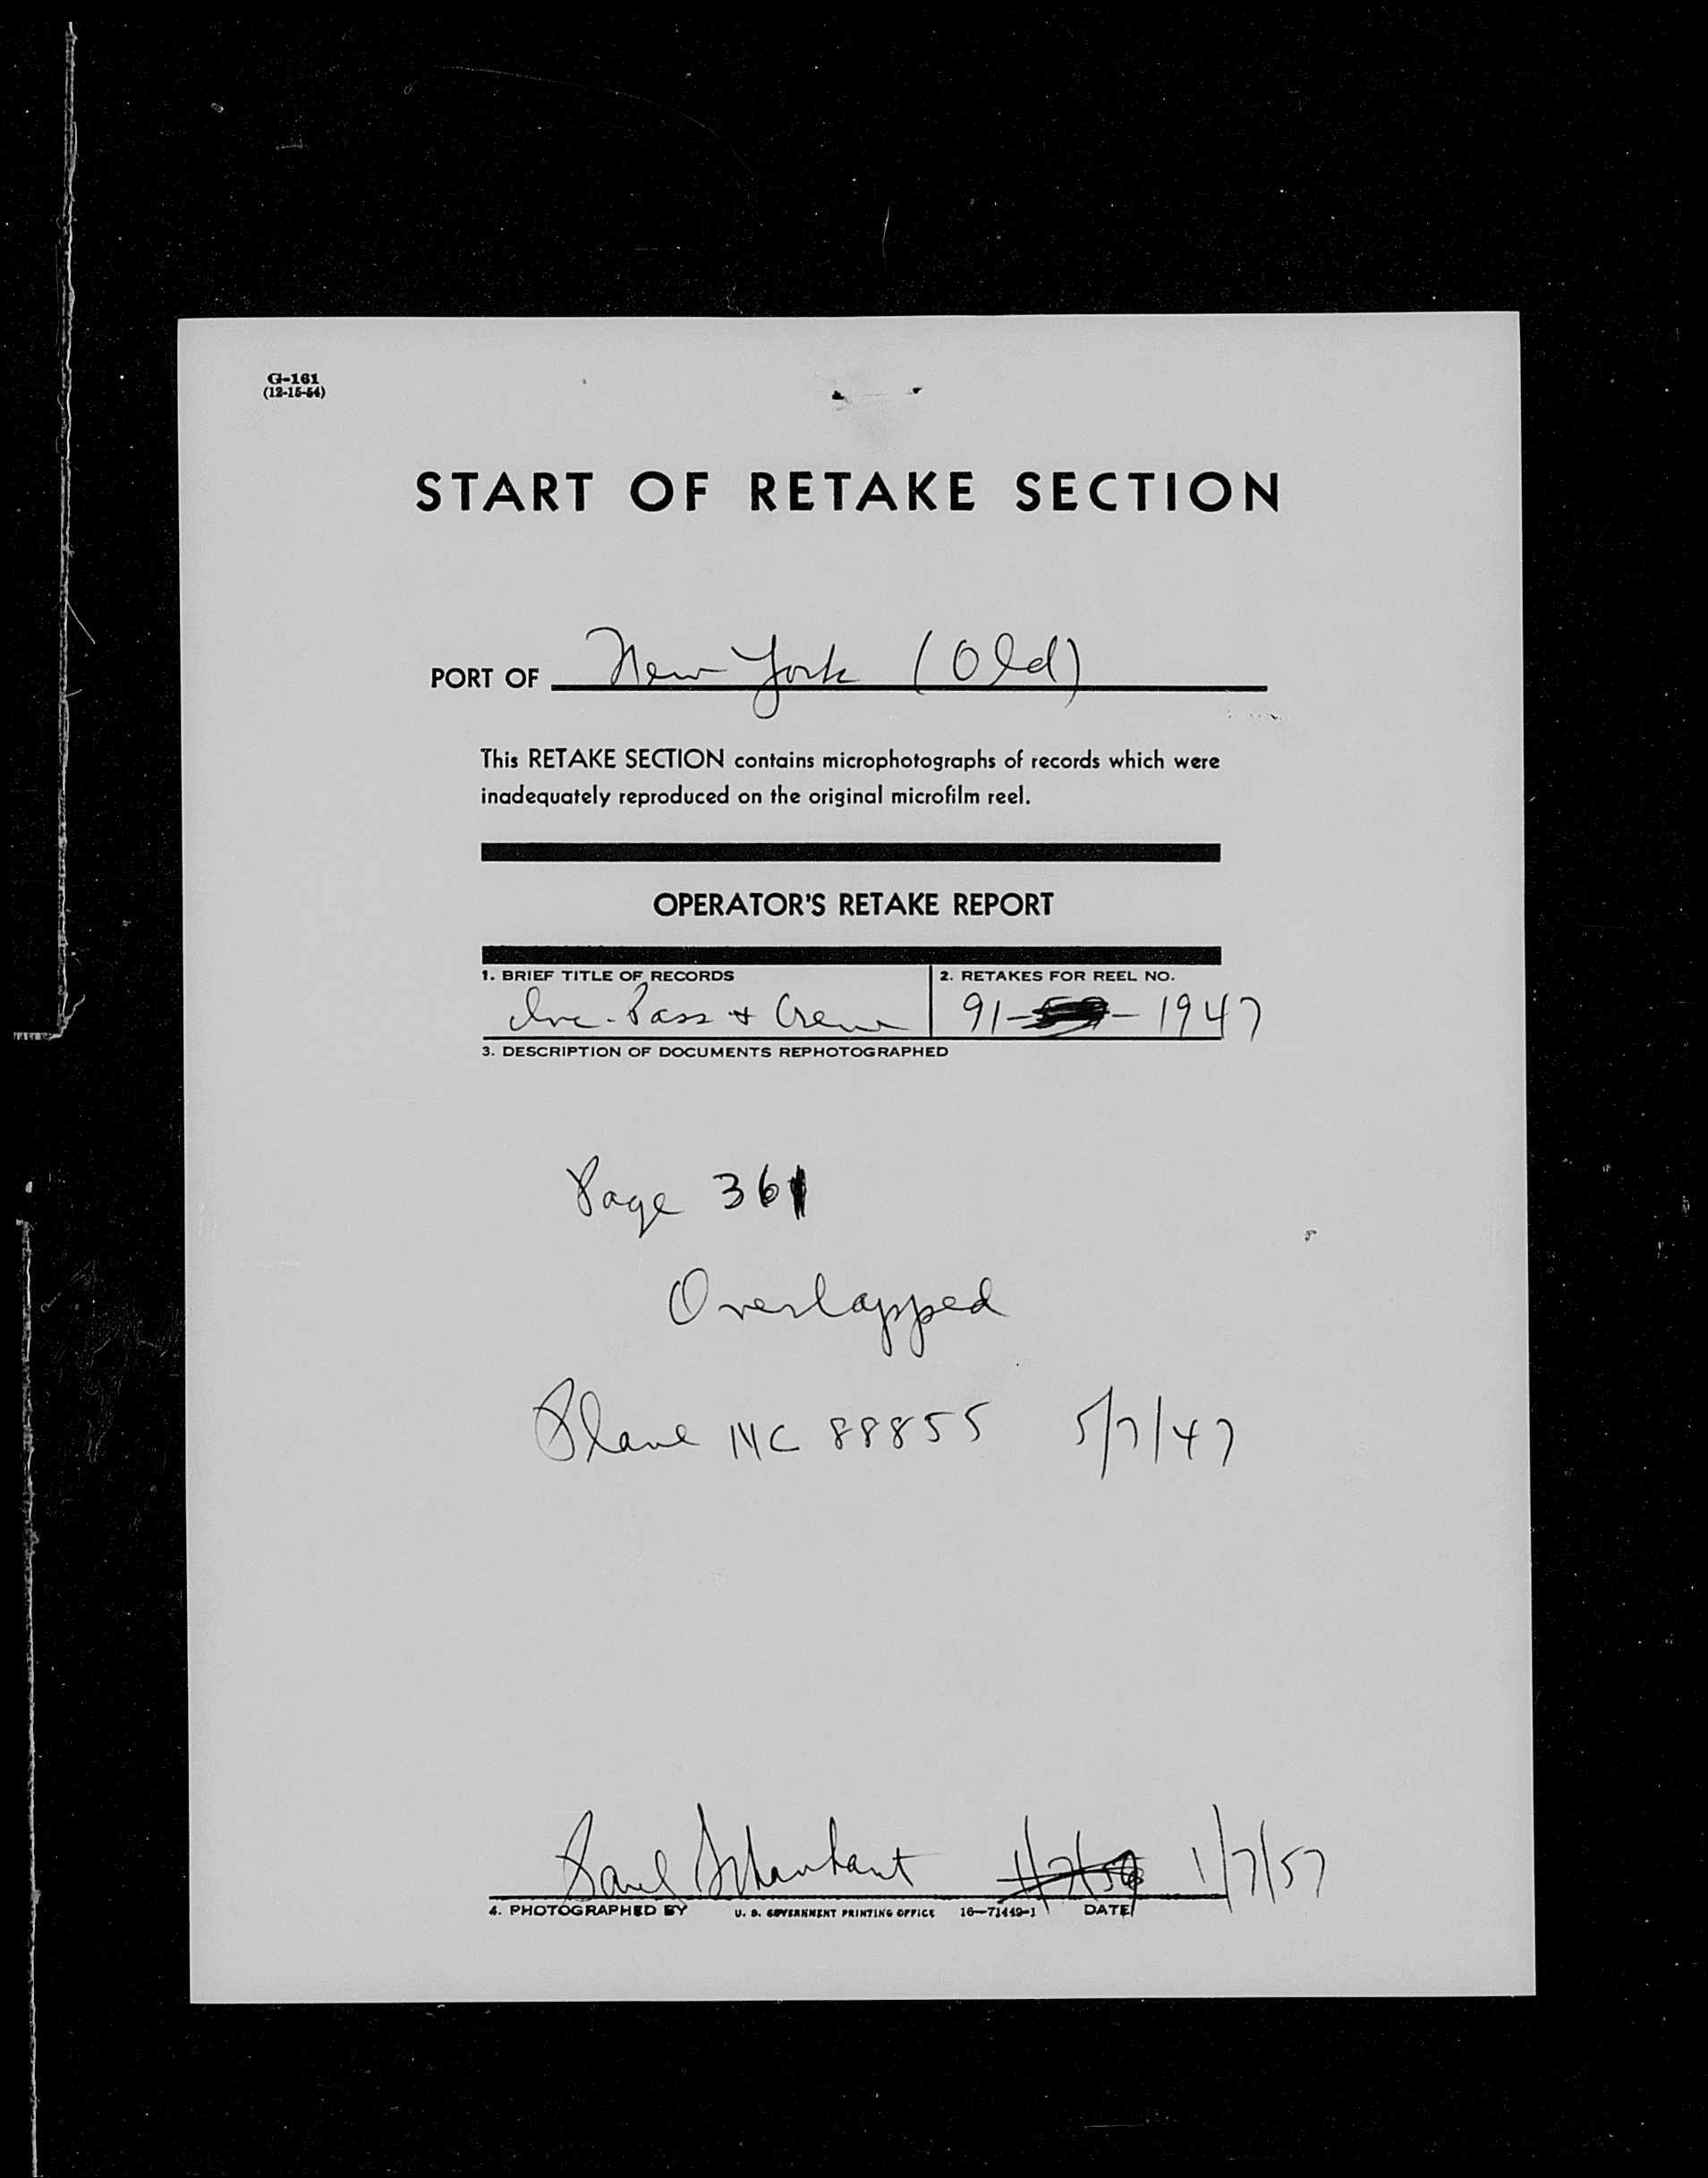 G-161
(12-15-54)
START OF RETAKE SECTION
PORT OF New York (Old)
This RETAKE SECTION contains microphotographs of records which were
inadequately reproduced on the original microfilm reel.
OPERATOR'S RETAKE REPORT
1. BRIEF TITLE OF RECORDS 2. RETAKES FOR REEL NO.
Inc. Pass & Crew 91- - 1947
3. DESCRIPTION OF DOCUMENTS REPHOTOGRAPHED
Page 361
Overlapped
Plane NC 88855 5/7/47
1/7/57
4. PHOTOGRAPHED BY U. S. GOVERNMENT PRINTING OFFICE 16—71449-1 DATE